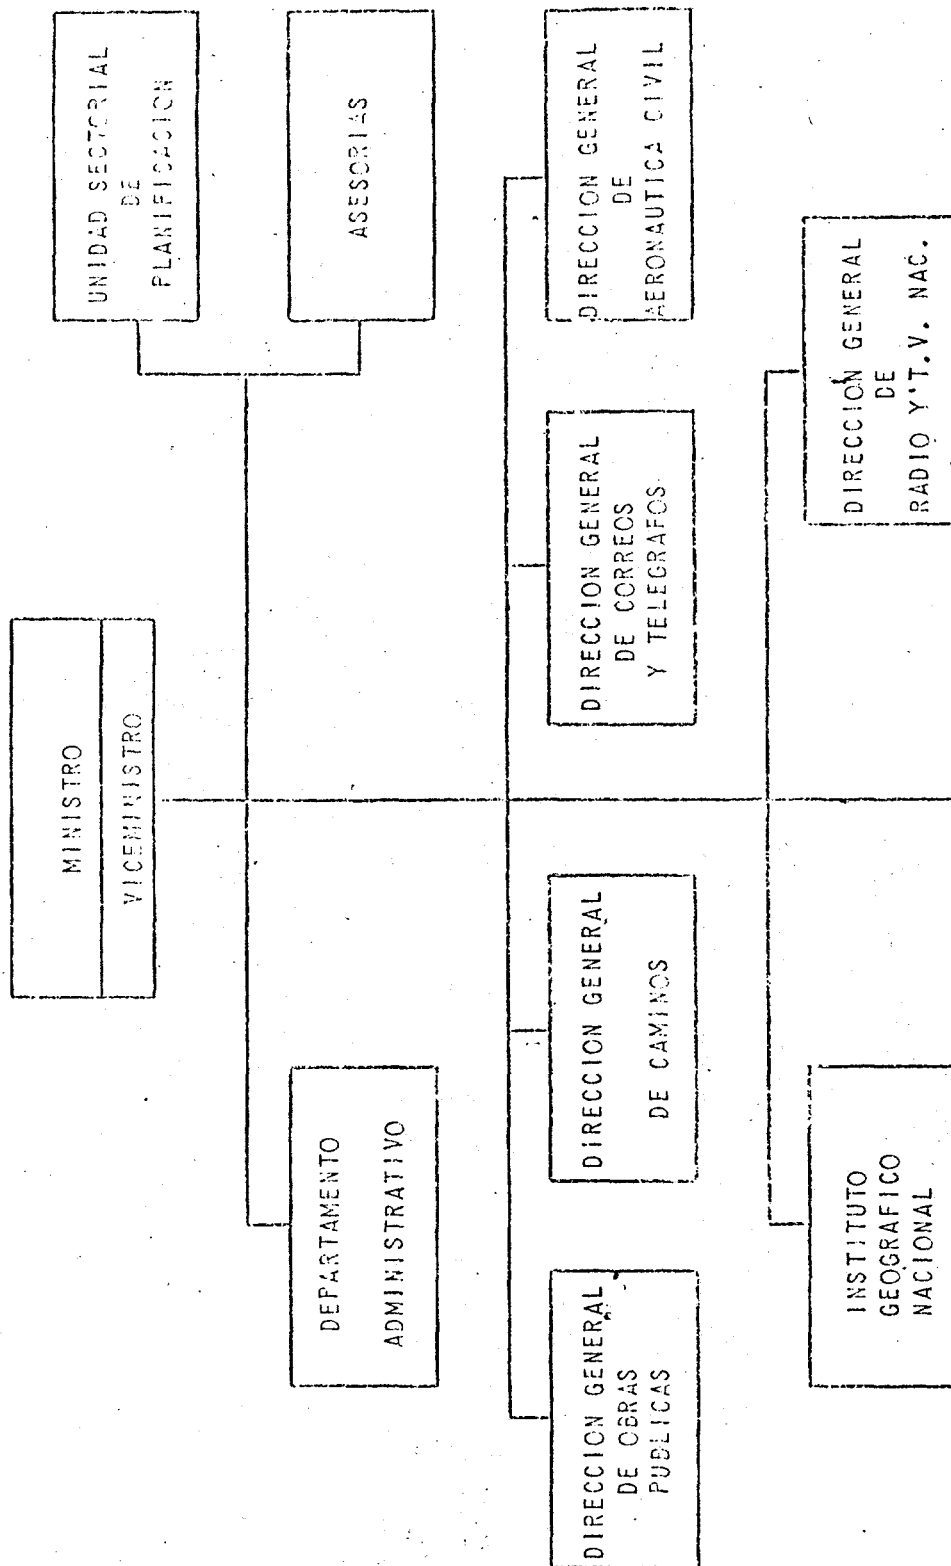 MINISTRO
VICEMINISTRO
UNIDAD SECTORIAL
DE
PLANIFICACION
DEPARTAMENTO
ADMINISTRATIVO
ASESORIAS
DIRECCION GENERAL
DE OBRAS
PUBLICAS
DIRECCION GENERAL
DE CAMINOS
DIRECCION GENERAL
DE CORREOS
Y TELEGRAFOS
DIRECCION GENERAL
DE
AERONAUTICA CIVIL
INSTITUTO
GEOGRAFICO
NACIONAL
DIRECCION GENERAL
DE
RADIO Y T.V. NAC.